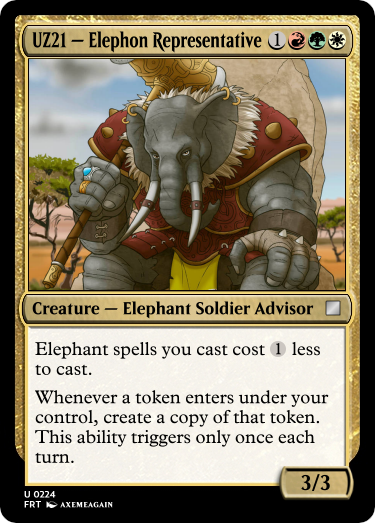 UZ21 — Elephon Representative 1
Creature — Elephant Soldier Advisor
Elephant spells you cast cost 1 less
to cast.
Whenever a token enters under your
control, create a copy of that token.
This ability triggers only once each
turn.
3/3
U 0224
FRT AXEMEAGAIN